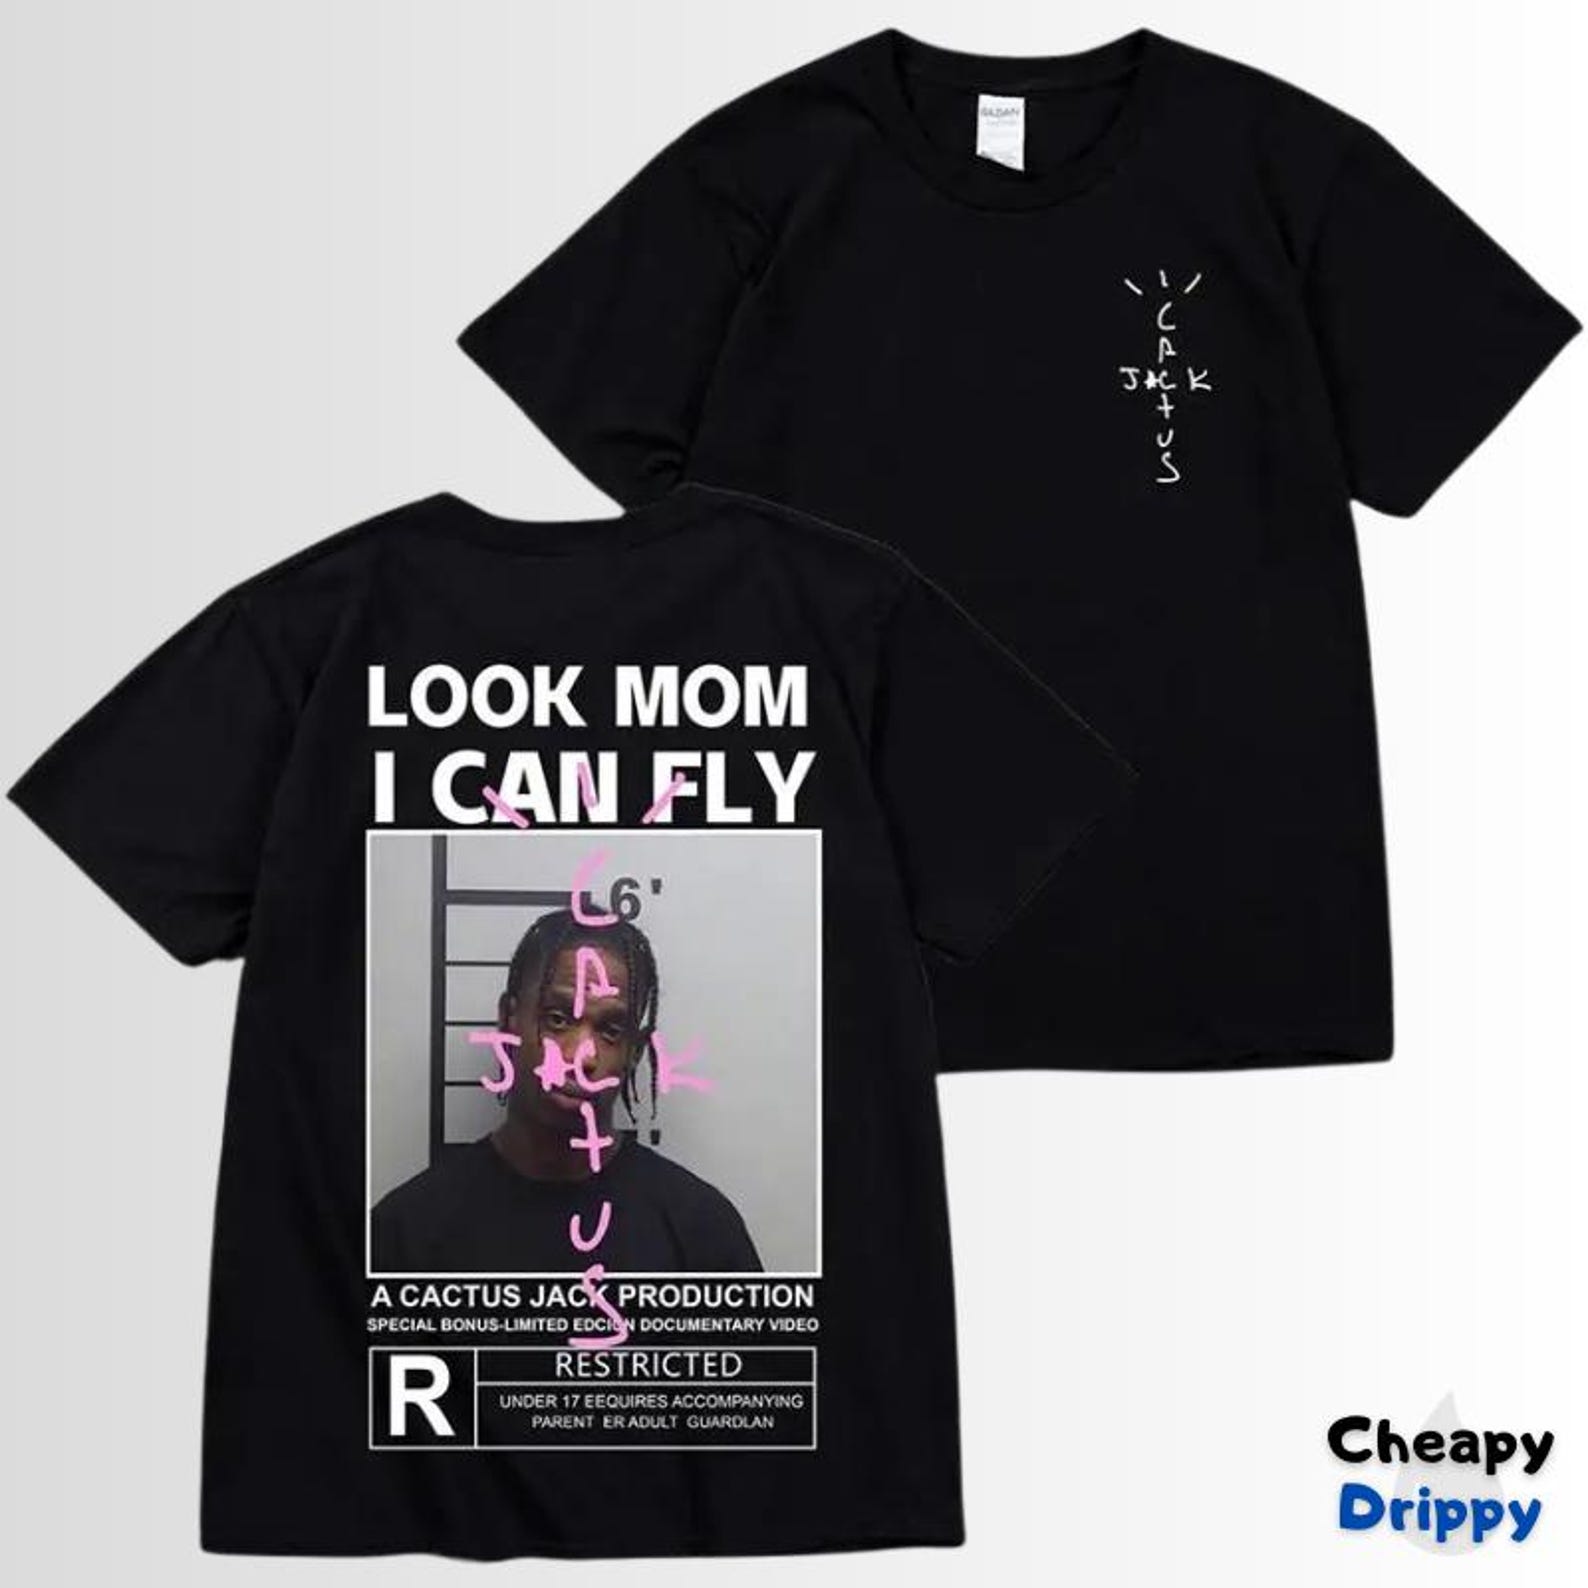 GILDAN
CACTUS
JACK
LOOK MOM
I CAN FLY
6'
CACTUS
JACK
A CACTUS JACK PRODUCTION
SPECIAL BONUS-LIMITED EDCION DOCUMENTARY VIDEO
R
RESTRICTED
UNDER 17 EEQUIRES ACCOMPANYING
PARENT ER ADULT GUARDLAN
Cheapy
Drippy